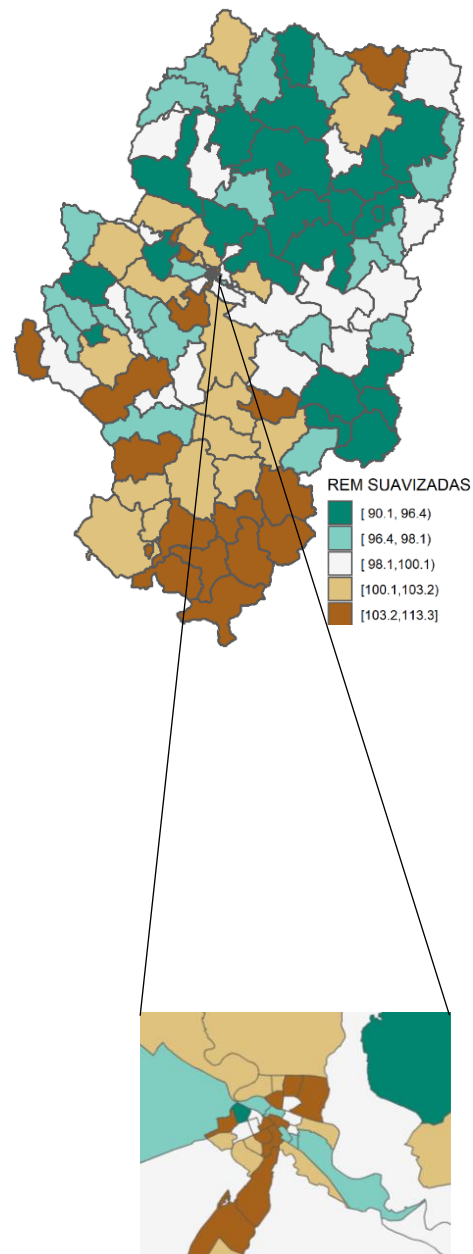 REM SUAVIZADAS
[ 90.1, 96.4)
[ 96.4, 98.1)
[ 98.1,100.1)
[100.1,103.2)
[103.2,113.3]